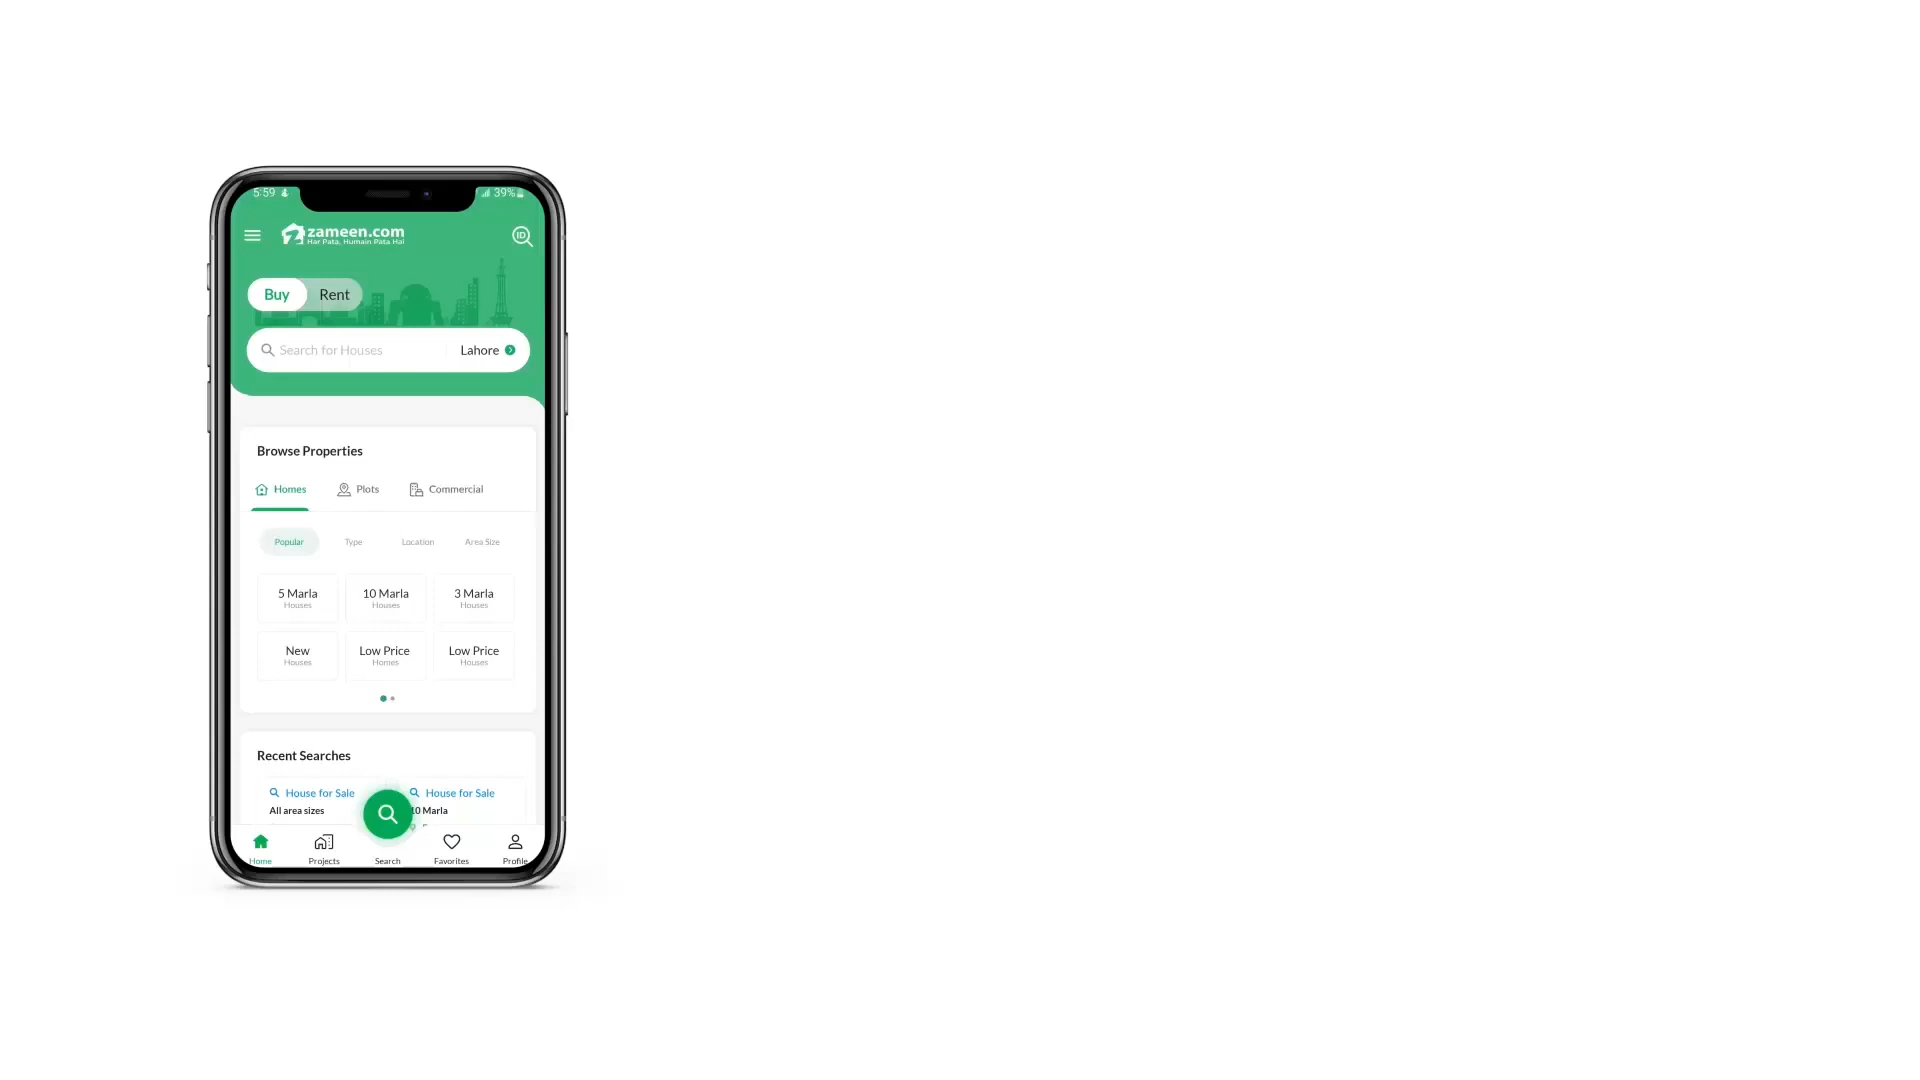 5:59
39%
zameen.com
Har Pata, Humain Pata Hai
ID
Buy Rent
Search for Houses Lahore
Browse Properties
Homes Plots Commercial
Popular Type Location Area Size
5 Marla 10 Marla 3 Marla
Houses Houses Houses
New Low Price Low Price
Houses Homes Houses
Recent Searches
House for Sale House for Sale
All area sizes 10 Marla
Home Projects Search Favorites Profile